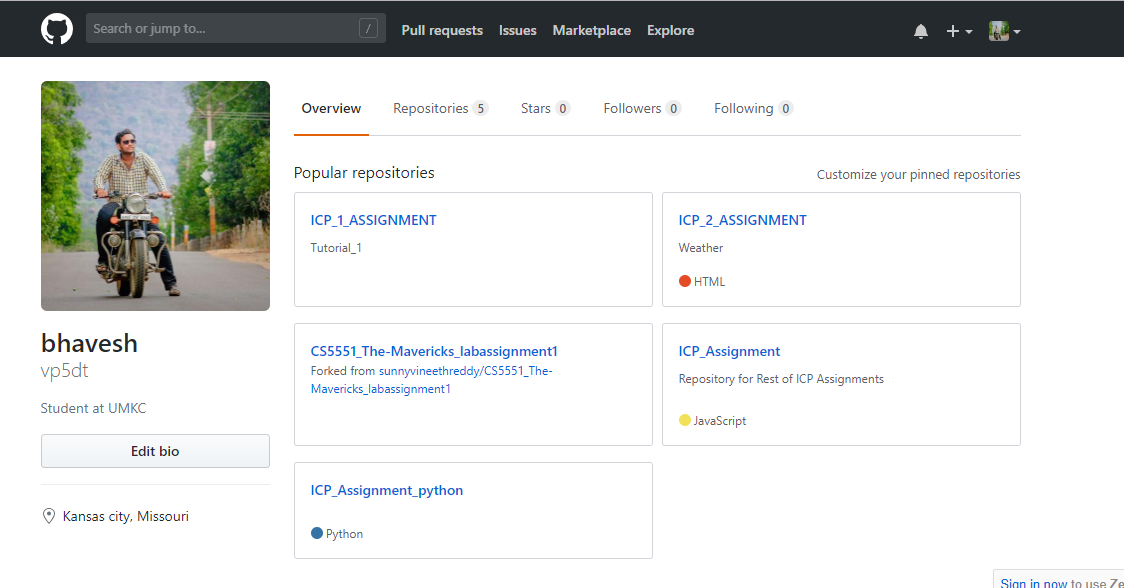 Search or jump to... /
Pull requests Issues Marketplace Explore
Overview Repositories 5 Stars 0 Followers 0 Following 0
Popular repositories
Customize your pinned repositories
ICP_1_ASSIGNMENT
Tutorial_1
ICP_2_ASSIGNMENT
Weather
HTML
CS5551_The-Mavericks_labassignment1
Forked from sunnyvineethreddy/CS5551_The-
Mavericks_labassignment1
ICP_Assignment
Repository for Rest of ICP Assignments
JavaScript
ICP_Assignment_python
Python
bhavesh
vp5dt
Student at UMKC
Edit bio
Kansas city, Missouri
Sign in now to use Ze